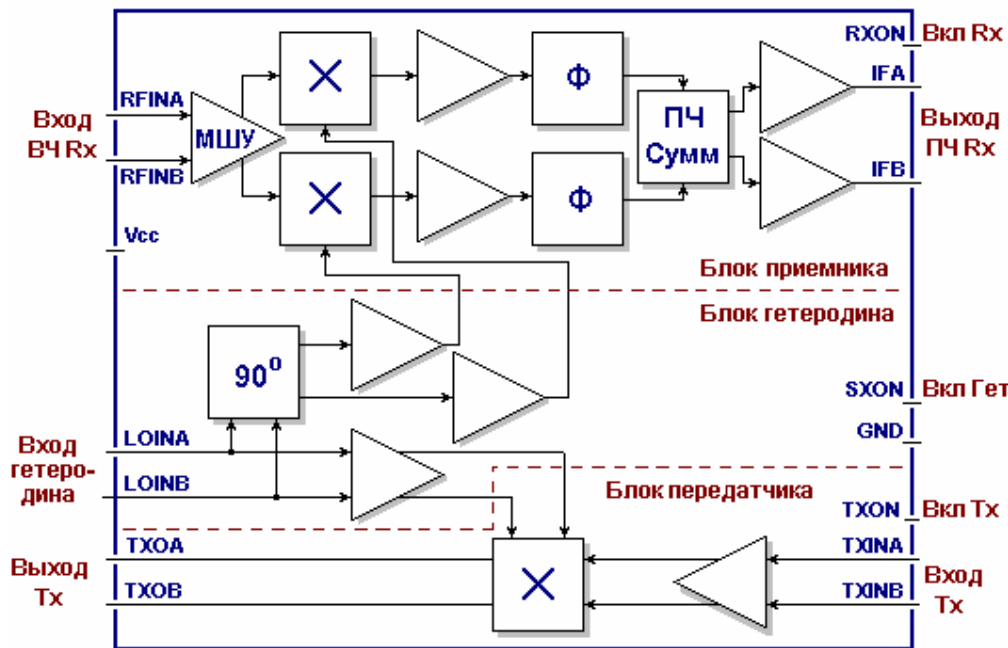 RXON Вкл Rx
IFA
RFINA
Вход
ВЧ Rx
МШУ
×
Ф
ПЧ
Сумм
Выход
ПЧ Rx
RFINB
×
Ф
IFB
Vcc
Блок приемника
Блок гетеродина
90°
SXON Вкл Гет
GND
LOINA
Вход
гетеро-
дина
LOINB
Блок передатчика
TXON Вкл Tx
TXOA
Выход
Tx
TXOB
×
TXINA
Вход
Tx
TXINB